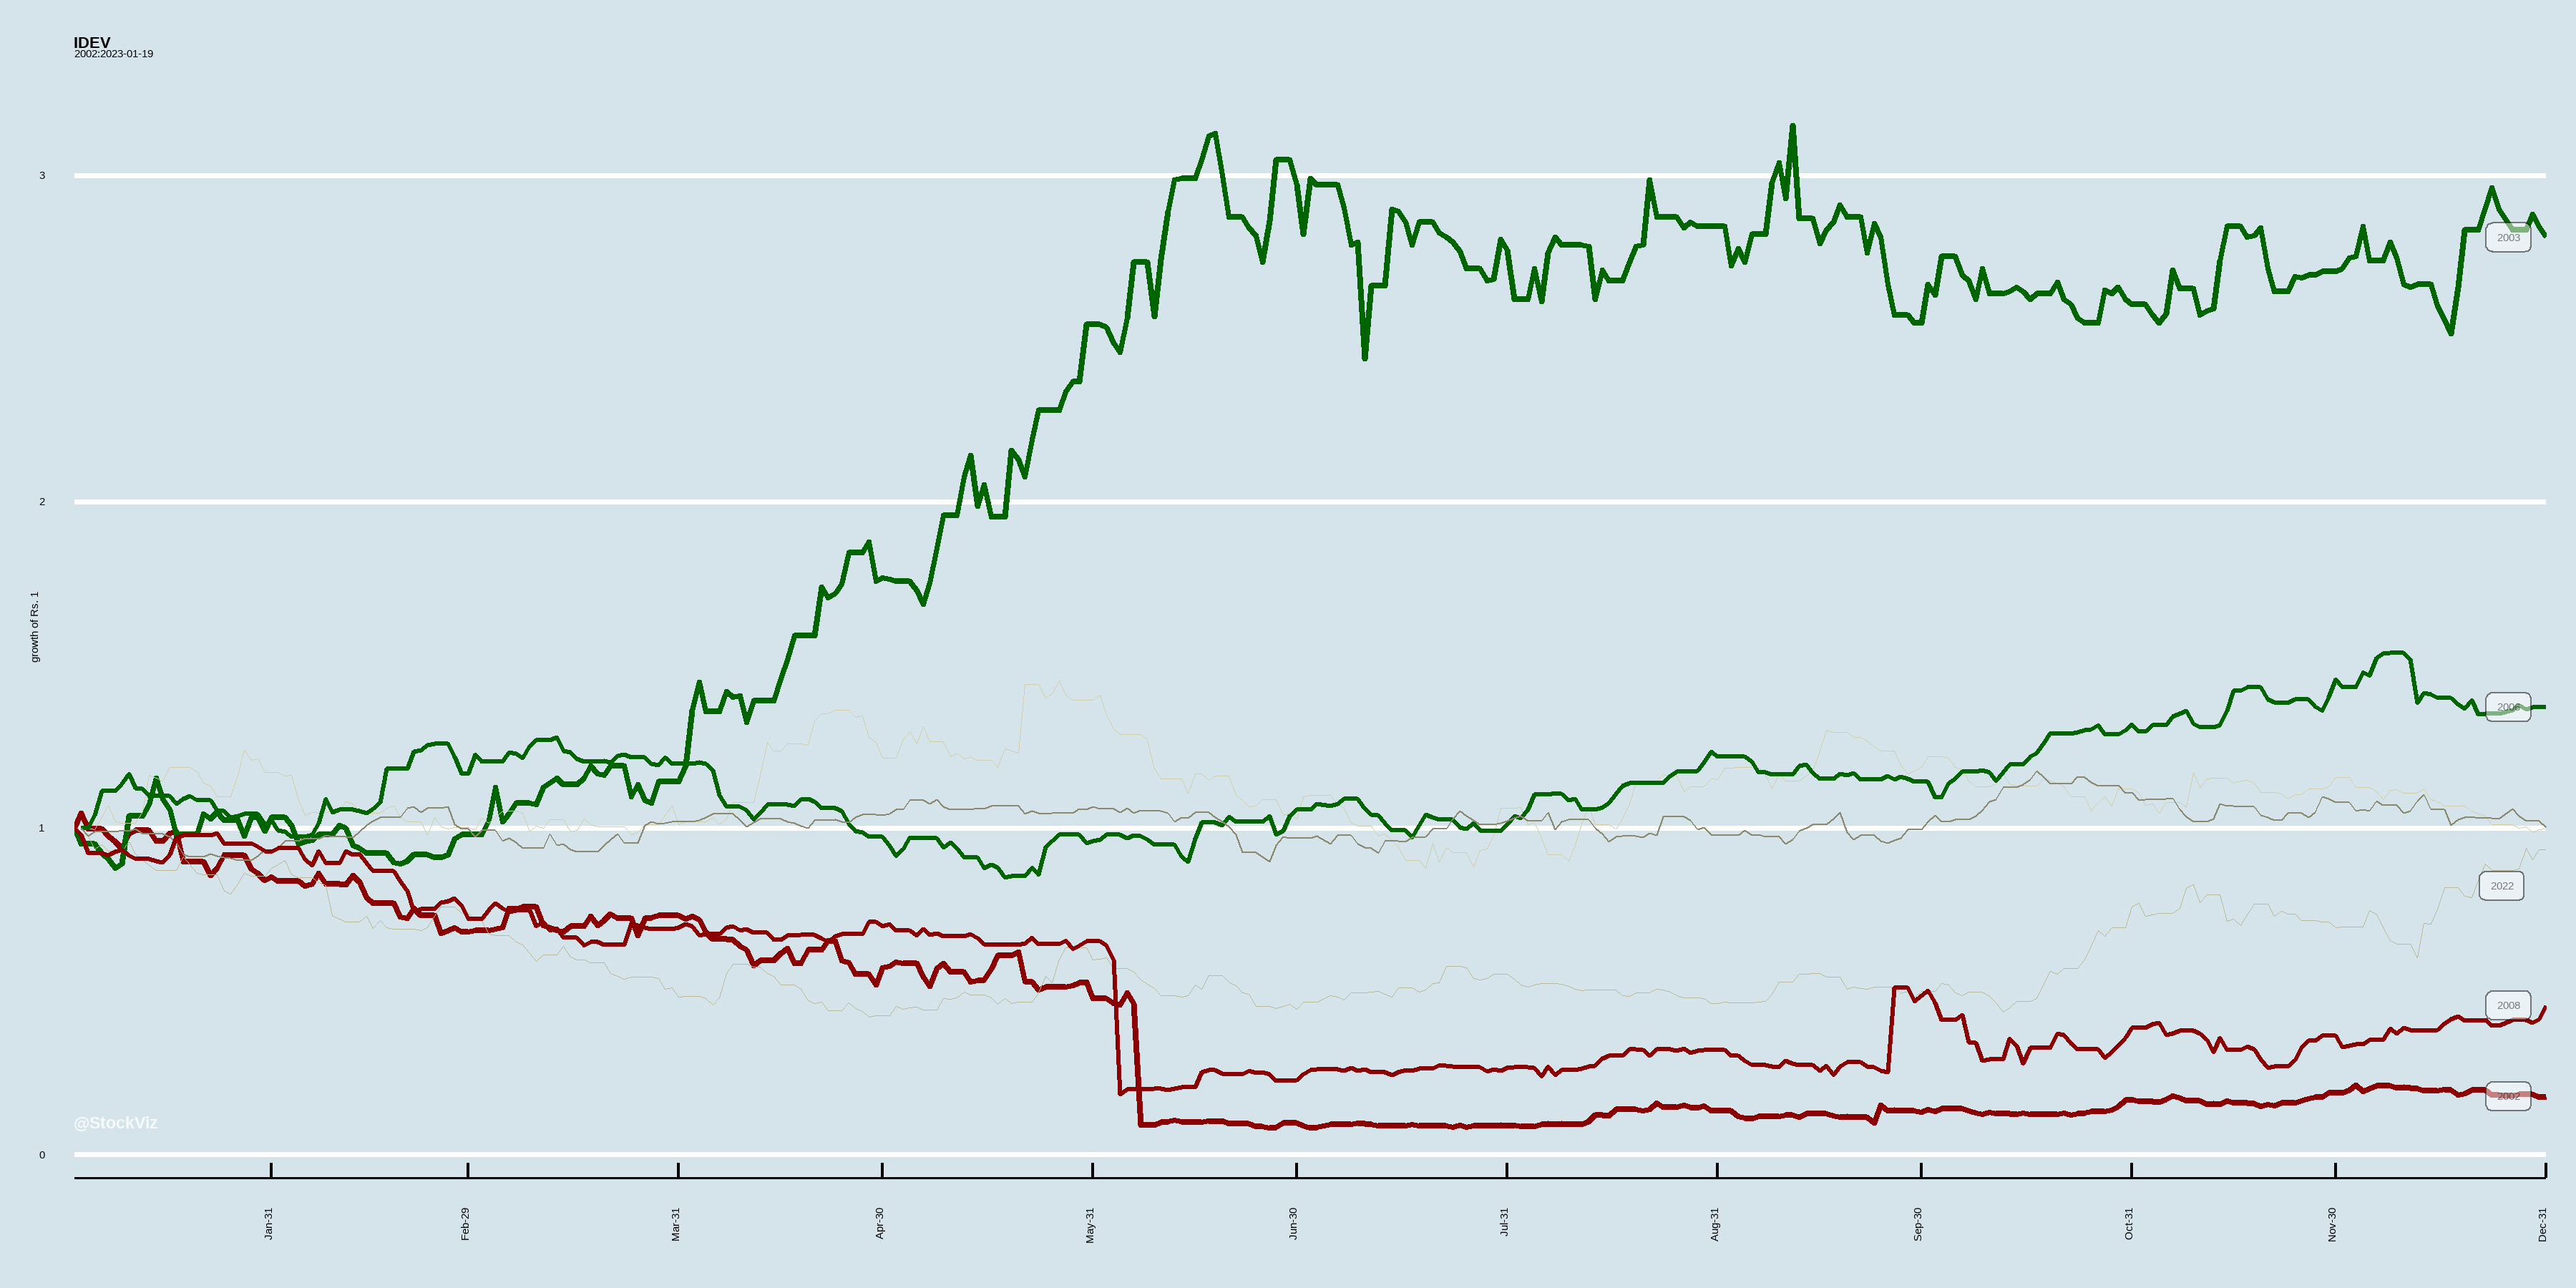 IDEV
2002:2023-01-19
growth of Rs. 1
3
2
1
0
2003
2006
2022
2008
2002
@StockViz
Jan-31
Feb-29
Mar-31
Apr-30
May-31
Jun-30
Jul-31
Aug-31
Sep-30
Oct-31
Nov-30
Dec-31